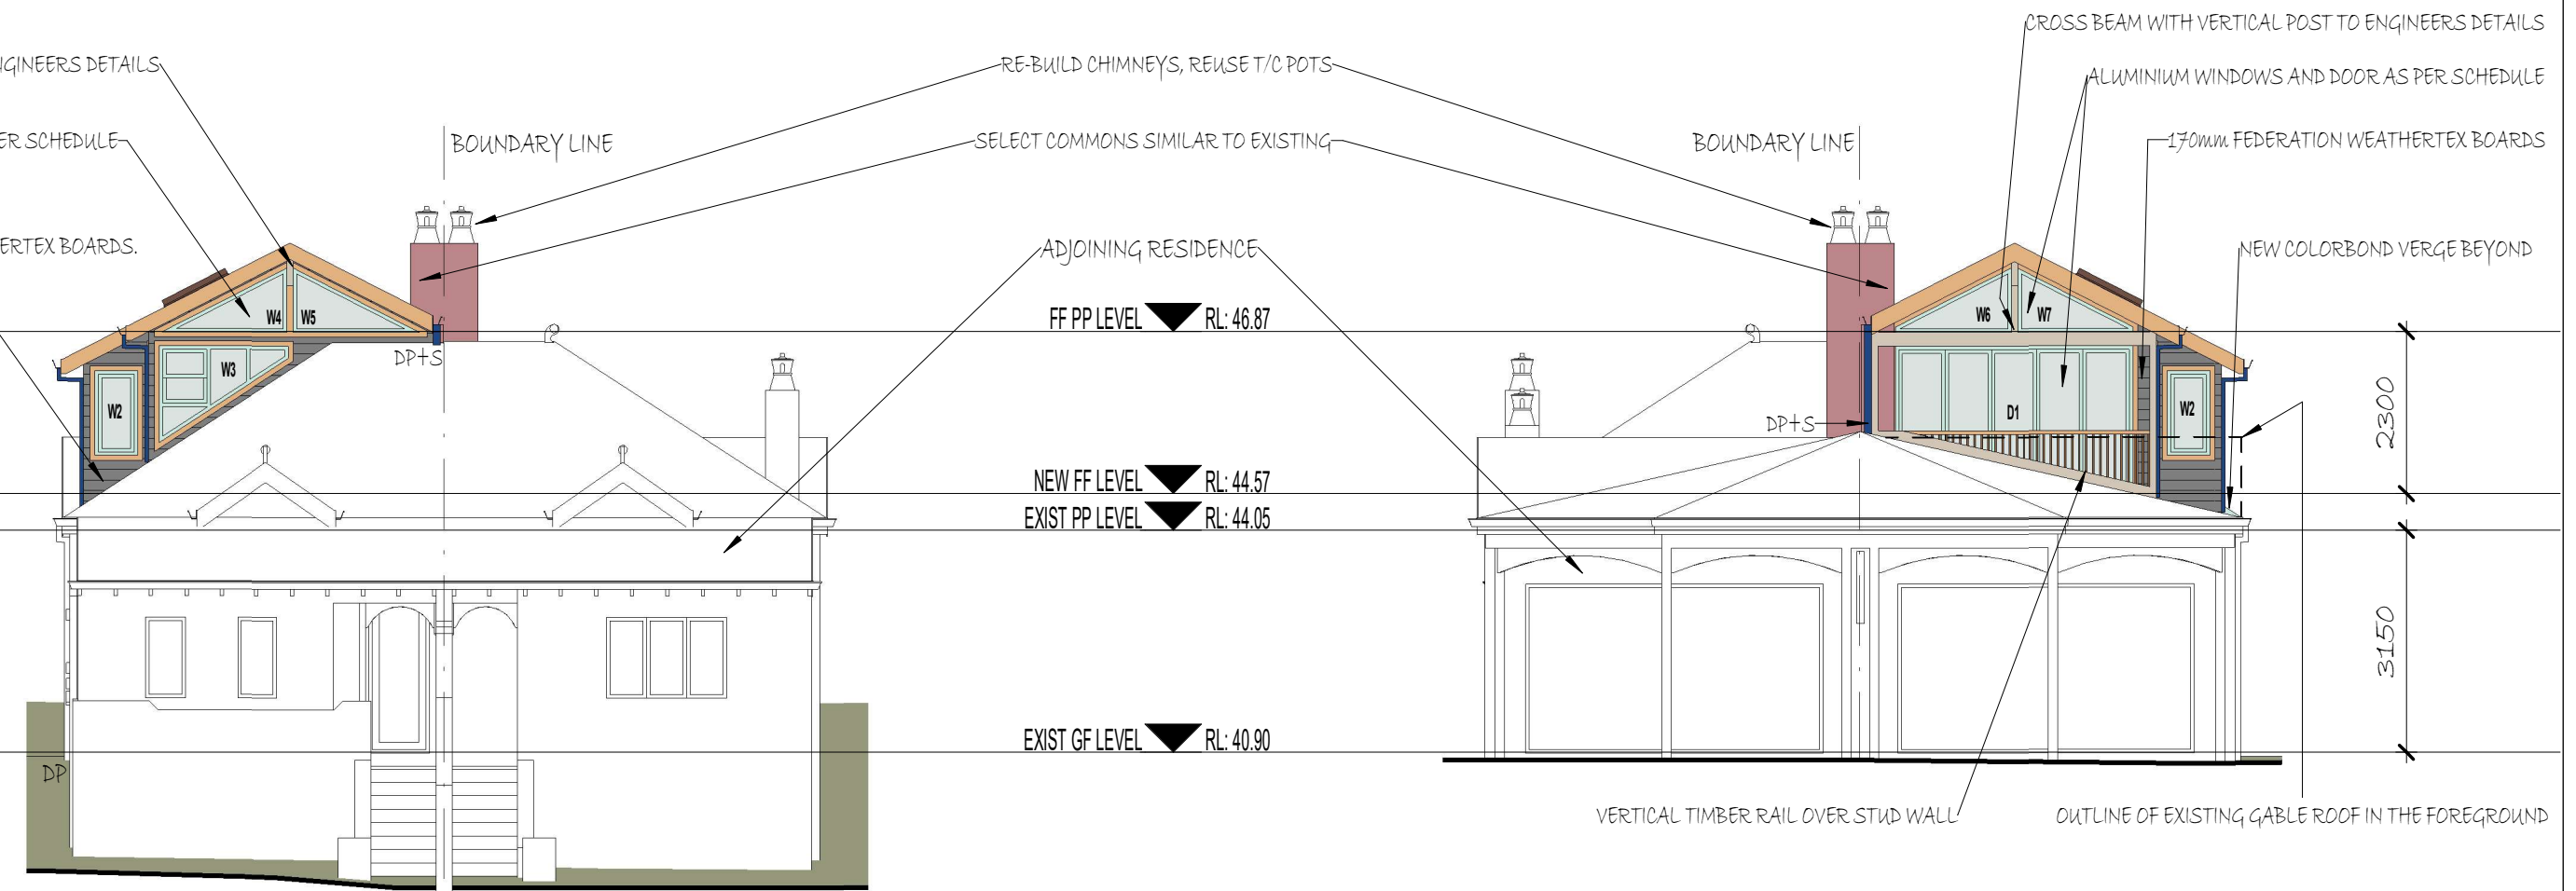 CROSS BEAM WITH VERTICAL POST TO ENGINEERS DETAILS
NGINEERS DETAILS
RE-BUILD CHIMNEYS, REUSE T/C POTS
ALUMINIUM WINDOWS AND DOOR AS PER SCHEDULE
ER SCHEDULE
BOUNDARY LINE
SELECT COMMONS SIMILAR TO EXISTING
BOUNDARY LINE
170mm FEDERATION WEATHERTEX BOARDS
ERTEX BOARDS.
ADJOINING RESIDENCE
NEW COLORBOND VERGE BEYOND
W4
W5
FF PP LEVEL
RL: 46.87
W6
W7
DP+S
W3
W2
D1
W2
DP+S
2300
NEW FF LEVEL
RL: 44.57
EXIST PP LEVEL
RL: 44.05
3150
EXIST GF LEVEL
RL: 40.90
DP
VERTICAL TIMBER RAIL OVER STUD WALL
OUTLINE OF EXISTING GABLE ROOF IN THE FOREGROUND